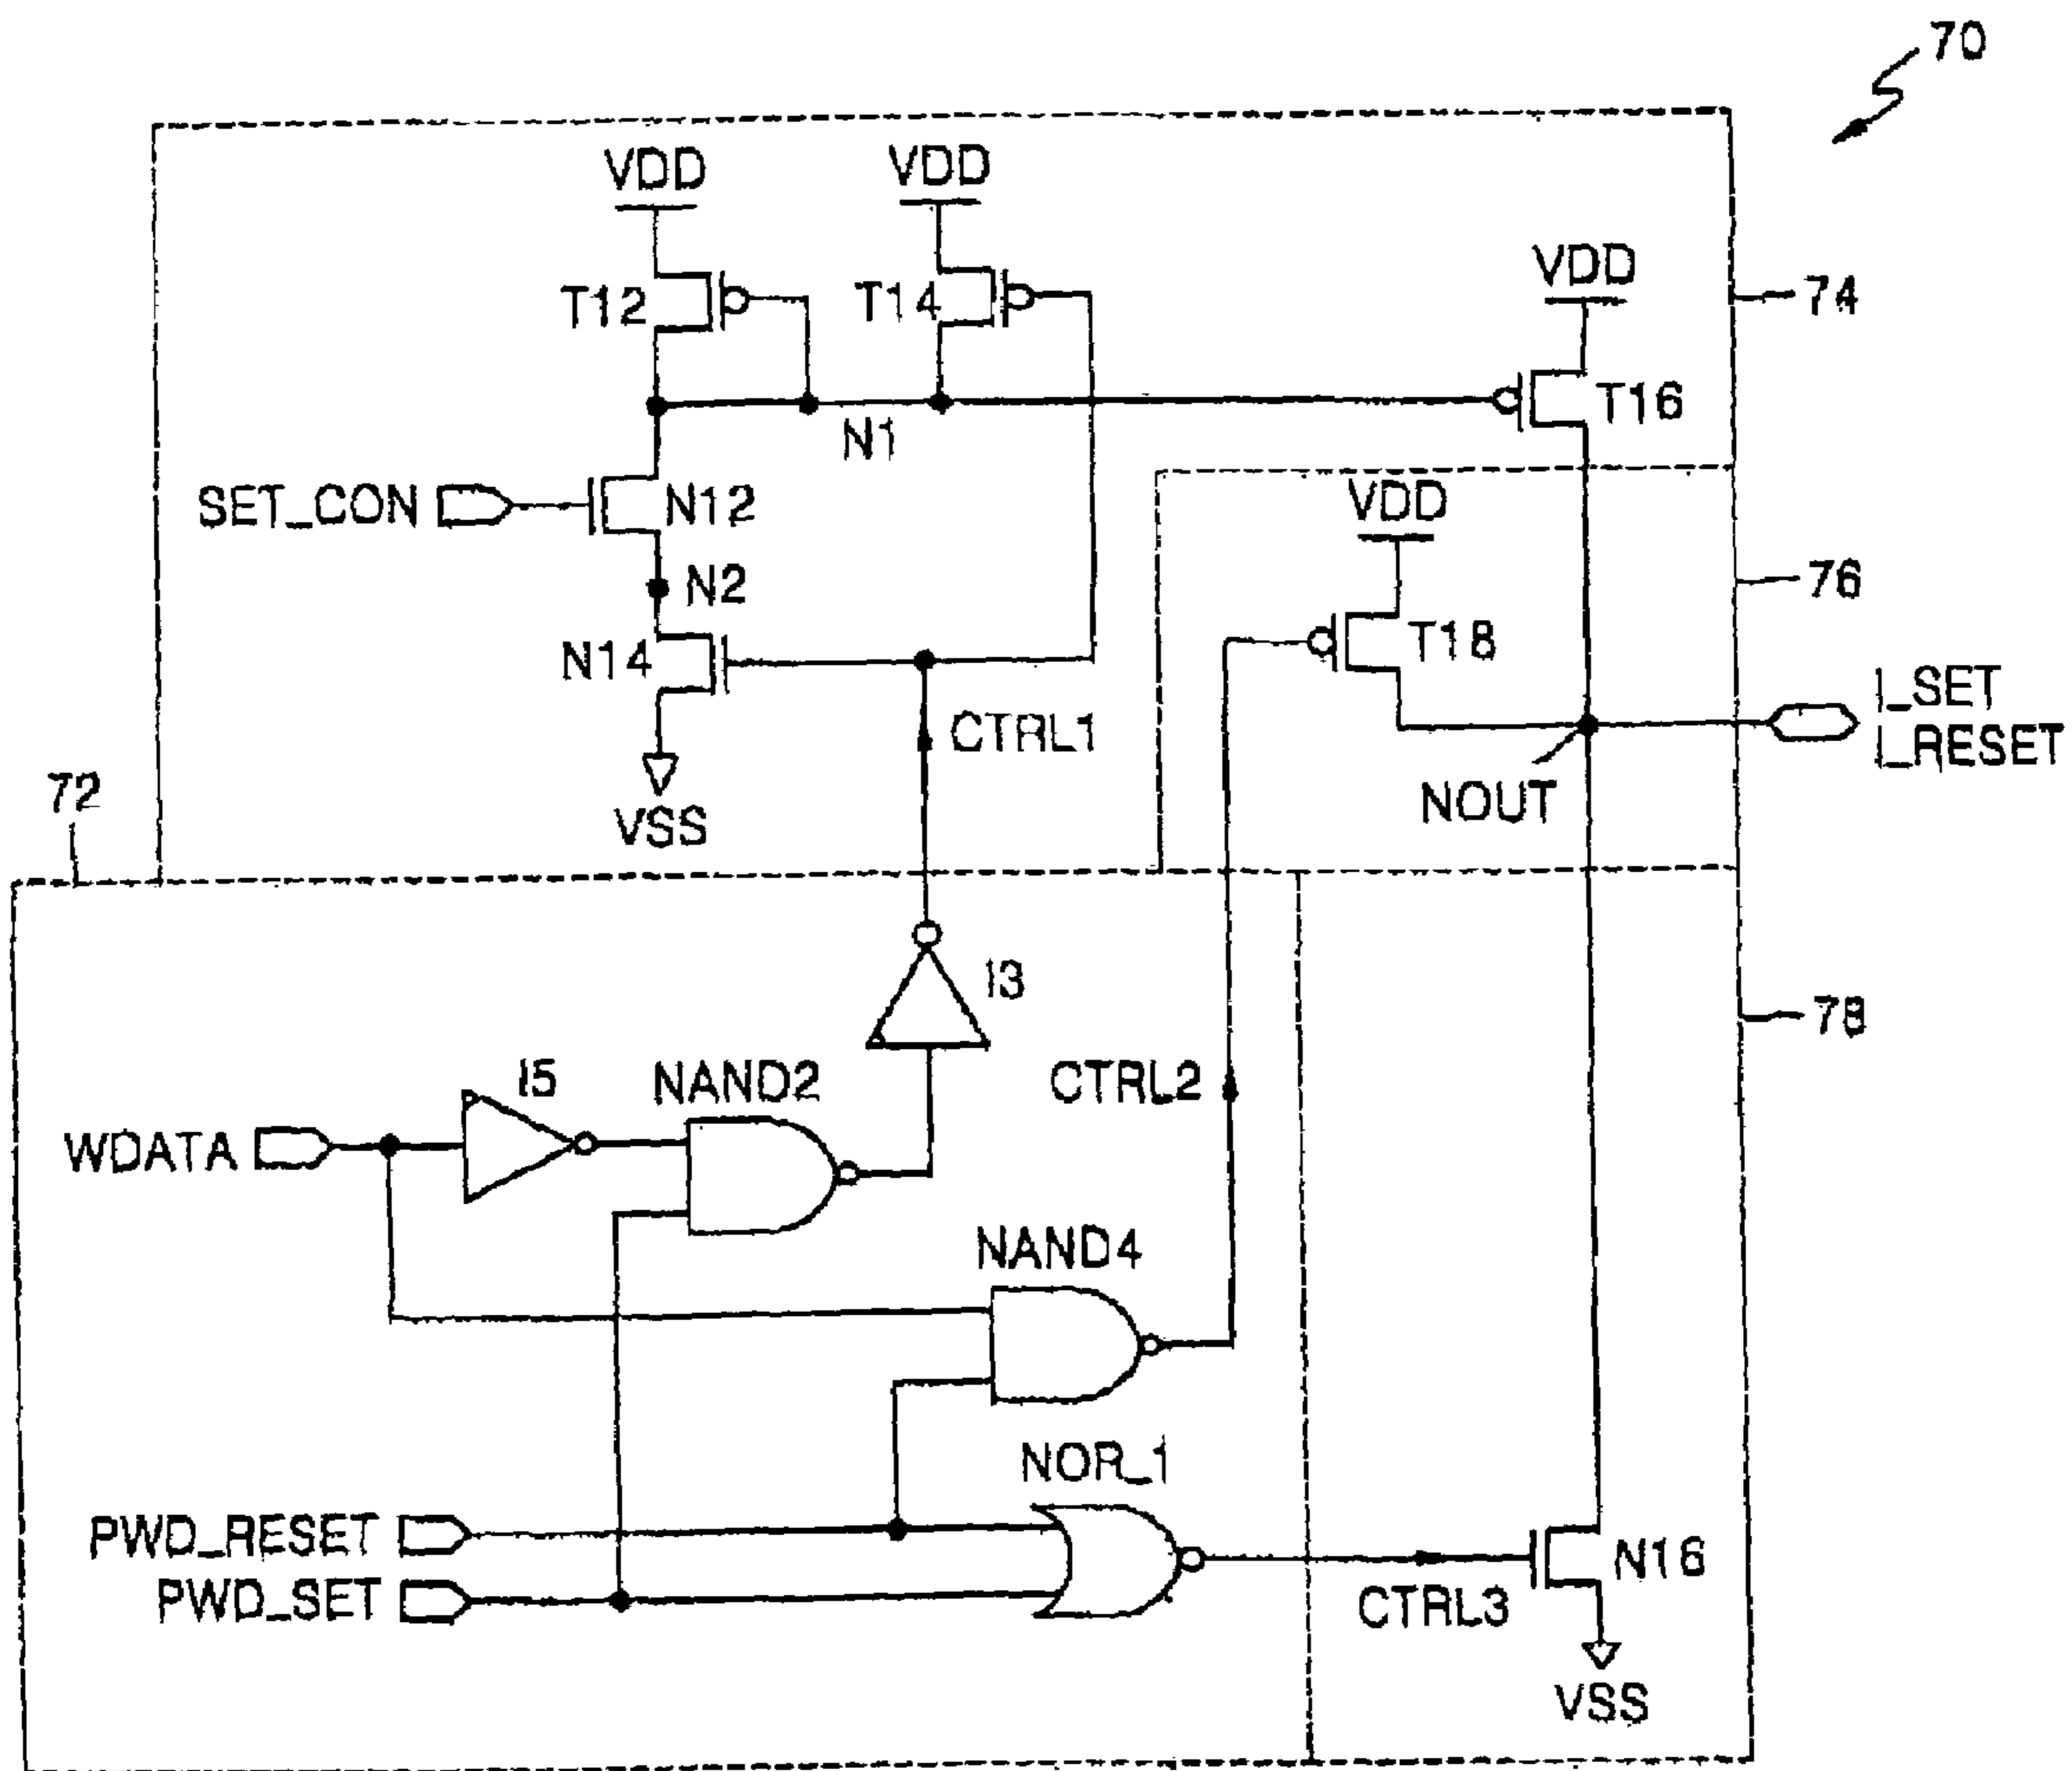 70
VDD
VDD
VDD
T12
T14
T16
74
N1
SET_CON
N12
VDD
N2
76
N14
T18
CTRL1
I_SET
I_RESET
NOUT
72
VSS
I3
78
I5
NAND2
CTRL2
WDATA
NAND4
NOR_1
PWD_RESET
N16
PWD_SET
CTRL3
VSS